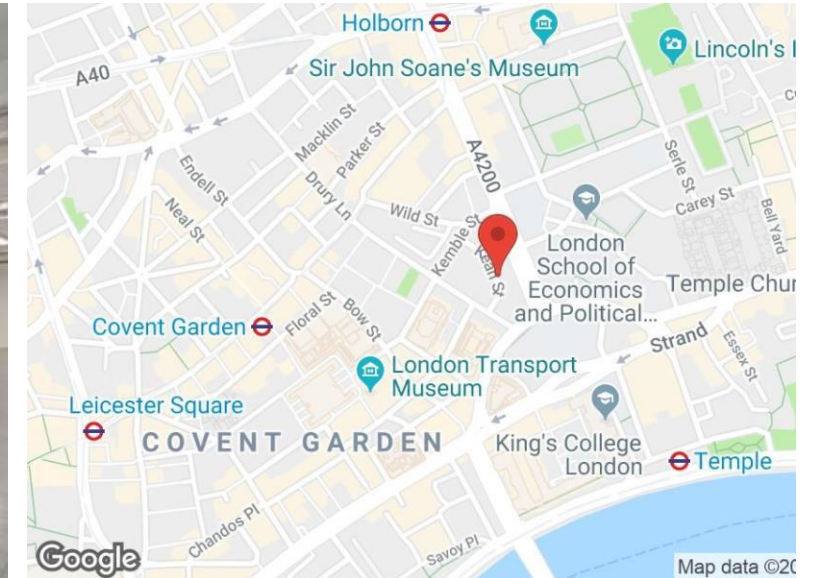 Holborn
Lincoln's I
Sir John Soane's Museum
A40
Macklin St
Parker St
A4200
Endell St
Drury Ln
Serle St
Neal St
Wild St
Carey St
Bell Yard
Kemble St
Kean St
London
School of
Economics
and Political...
Temple Chur
Covent Garden
Floral St
Bow St
Strand
Essex St
London Transport
Museum
Leicester Square
COVENT GARDEN
King's College
London
Temple
Chandos Pl
Savoy Pl
Google
Map data ©20